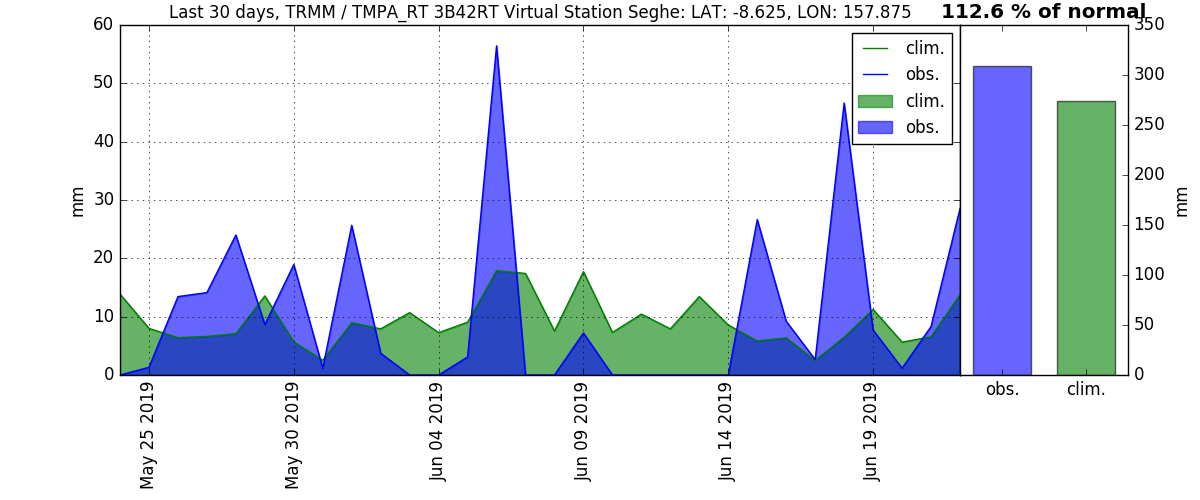 Last 30 days, TRMM / TMPA_RT 3B42RT Virtual Station Seghe: LAT: -8.625, LON: 157.875
112.6 % of normal
60
50
40
30
20
10
0
mm
clim.
obs.
clim.
obs.
350
300
250
200
150
100
50
0
mm
May 25 2019
May 30 2019
Jun 04 2019
Jun 09 2019
Jun 14 2019
Jun 19 2019
obs.
clim.